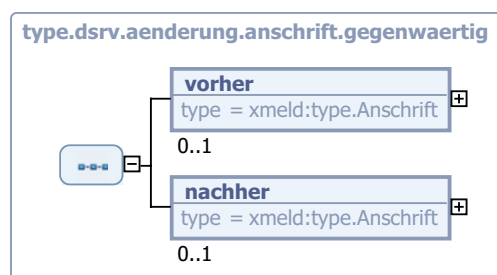 type.dsrv.aenderung.anschrift.gegenwaertig
vorher
type = xmeld:type.Anschrift
0..1
nachher
type = xmeld:type.Anschrift
0..1